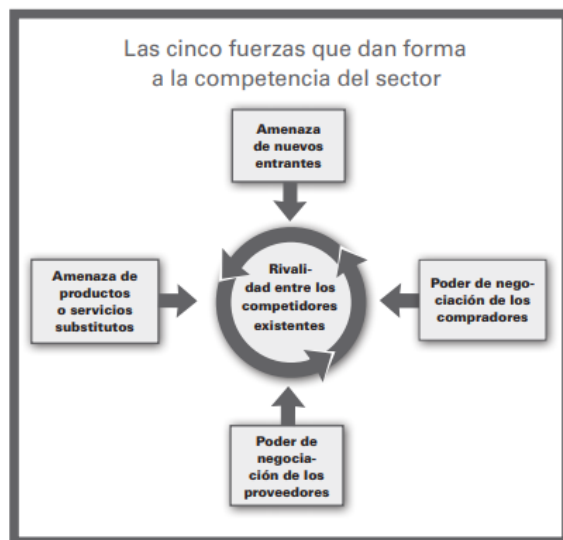 Las cinco fuerzas que dan forma
a la competencia del sector
Amenaza
de nuevos
entrantes
Amenaza de
productos
o servicios
substitutos
Rivali-
dad entre los
competidores
existentes
Poder de nego-
ciación de los
compradores
Poder de
negocia-
ción de los
proveedores